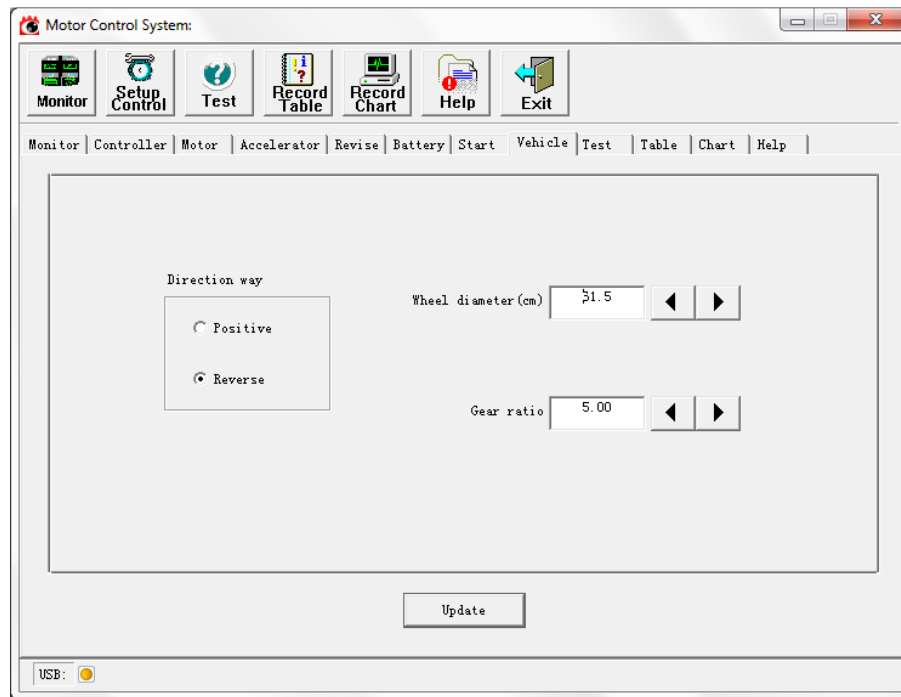 Motor Control System:
Monitor
Setup Control
Test
Record Table
Record Chart
Help
Exit
Monitor Controller Motor Accelerator Revise Battery Start Vehicle Test Table Chart Help
Direction way
Positive
Reverse
Wheel diameter(cm)
Gear ratio 5.00
Update
USB: